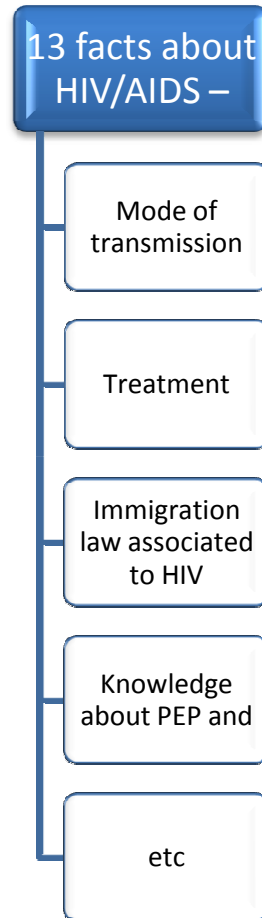 13 facts about
HIV/AIDS –
Mode of
transmission
Treatment
Immigration
law associated
to HIV
Knowledge
about PEP and
etc